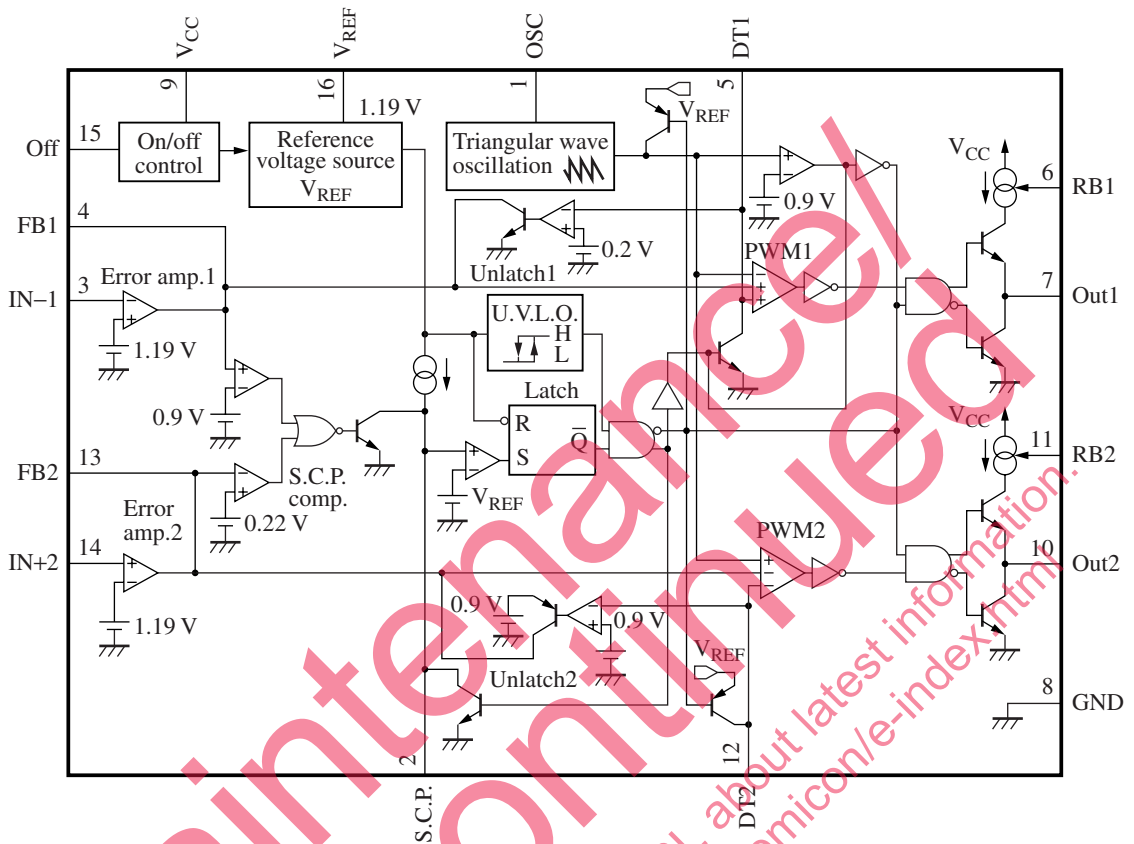 VCC
VREF
OSC
DT1
9
16
1
5
1.19 V
VREF
Off
15
On/off
control
Reference
voltage source
VREF
Triangular wave
oscillation
VCC
6
RB1
FB1
4
0.9 V
0.2 V
Unlatch1
PWM1
IN−1
3
Error amp.1
7
Out1
1.19 V
U.V.L.O.
H
L
Latch
0.9 V
R
S
Q̅
VCC
11
RB2
FB2
13
S.C.P.
comp.
VREF
0.22 V
Error
amp.2
PWM2
IN+2
14
10
Out2
0.9 V
0.9 V
1.19 V
VREF
Unlatch2
8
GND
2
12
S.C.P.
DT2
maintenance/
continued
about latest information.
emicon/e-index.html